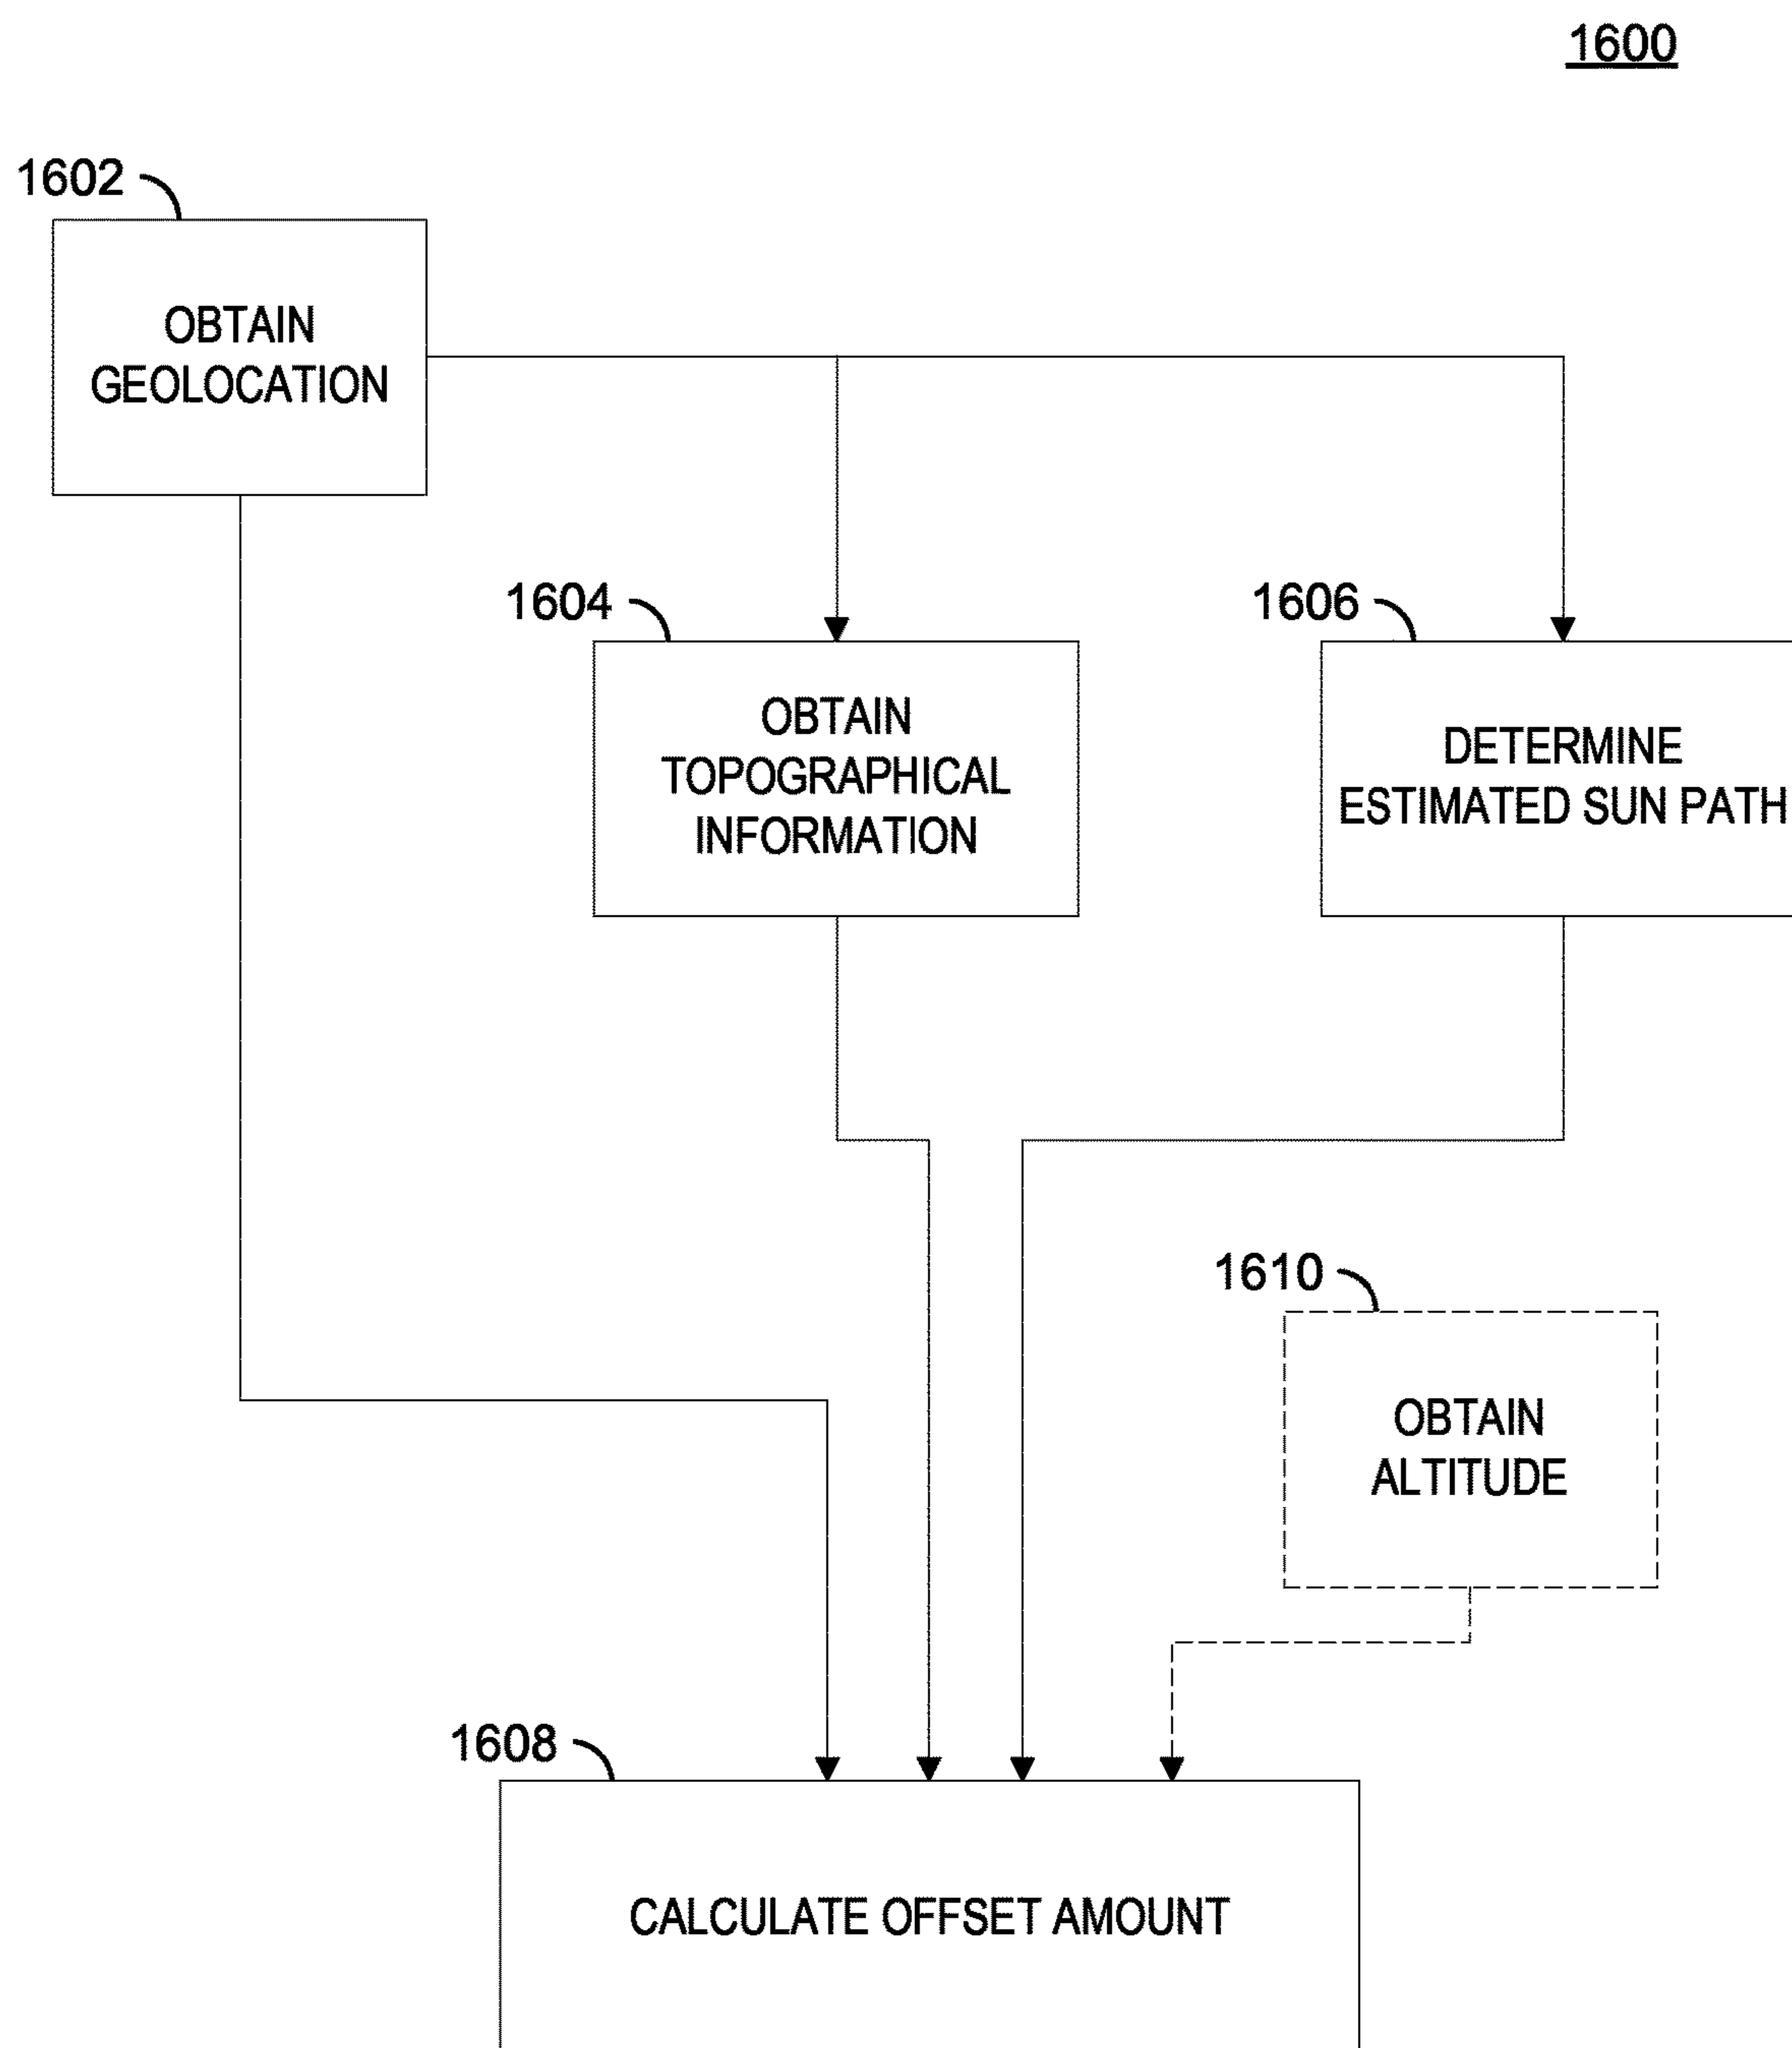 1600
1602
OBTAIN
GEOLOCATION
1604
OBTAIN
TOPOGRAPHICAL
INFORMATION
1606
DETERMINE
ESTIMATED SUN PATH
1610
OBTAIN
ALTITUDE
1608
CALCULATE OFFSET AMOUNT